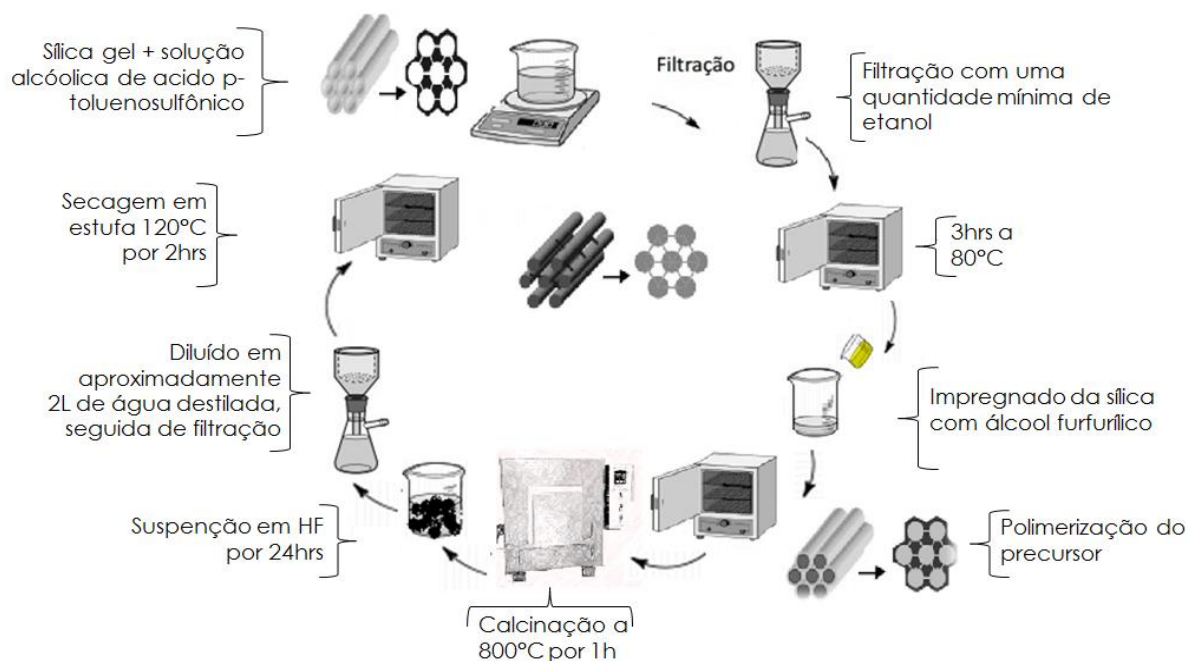 Sílica gel + solução
alcóolica de acido p-
toluenosulfônico
Filtração
Filtração com uma
quantidade mínima de
etanol
3hrs a
80°C
Impregnado da sílica
com álcool furfurílico
Polimerização do
precursor
Calcinação a
800°C por 1h
Suspenção em HF
por 24hrs
Diluído em
aproximadamente
2L de água destilada,
seguida de filtração
Secagem em
estufa 120°C
por 2hrs